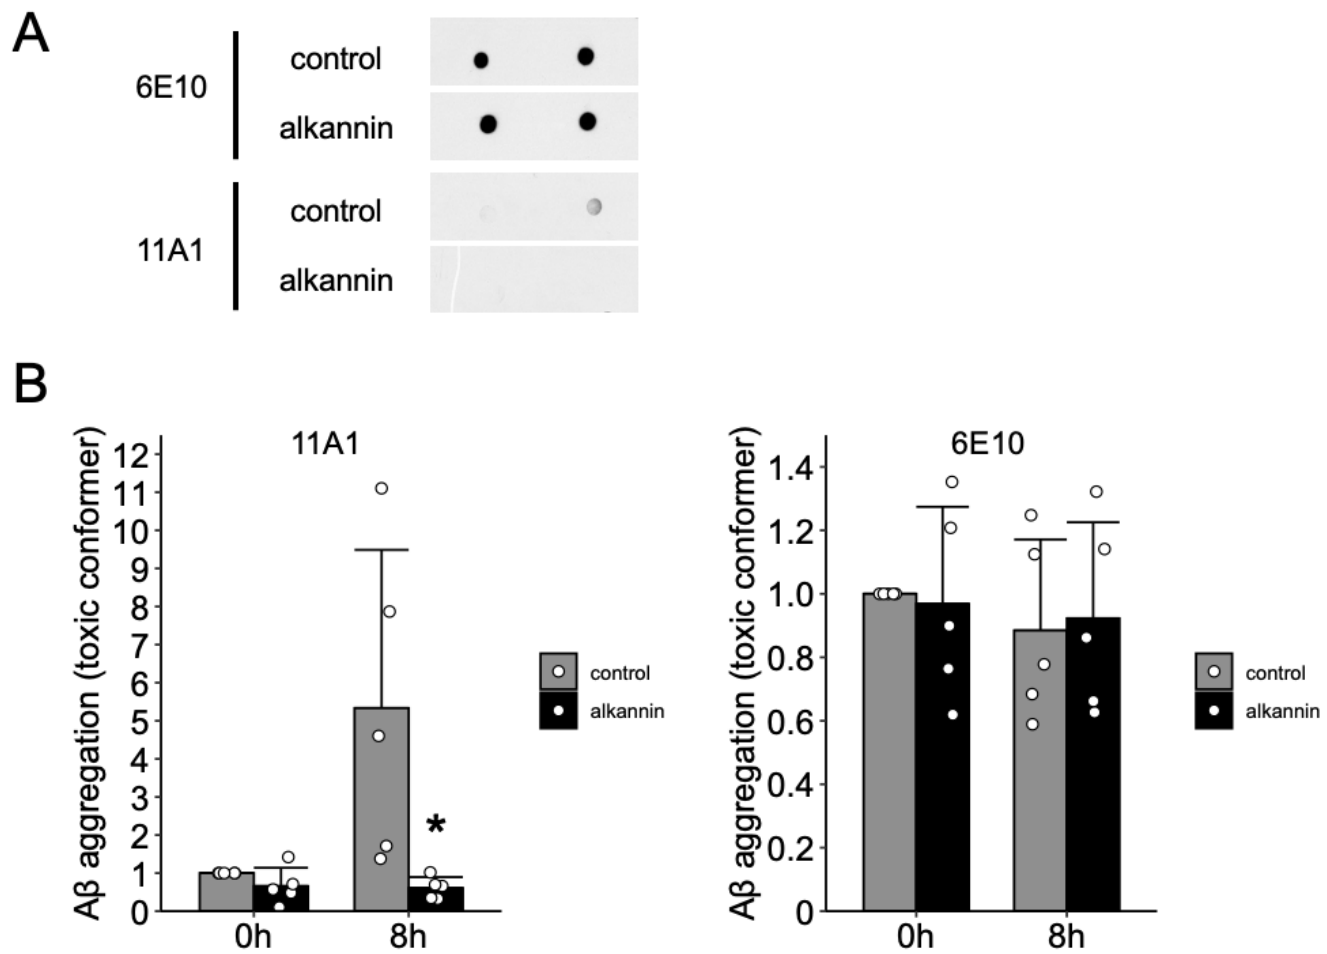 A
6E10
control
alkannin
11A1
control
alkannin
B
11A1
Aβ aggregation (toxic conformer)
12
11
10
9
8
7
6
5
4
3
2
1
0
*
0h
8h
control
alkannin
6E10
Aβ aggregation (toxic conformer)
1.4
1.2
1.0
0.8
0.6
0.4
0.2
0
0h
8h
control
alkannin